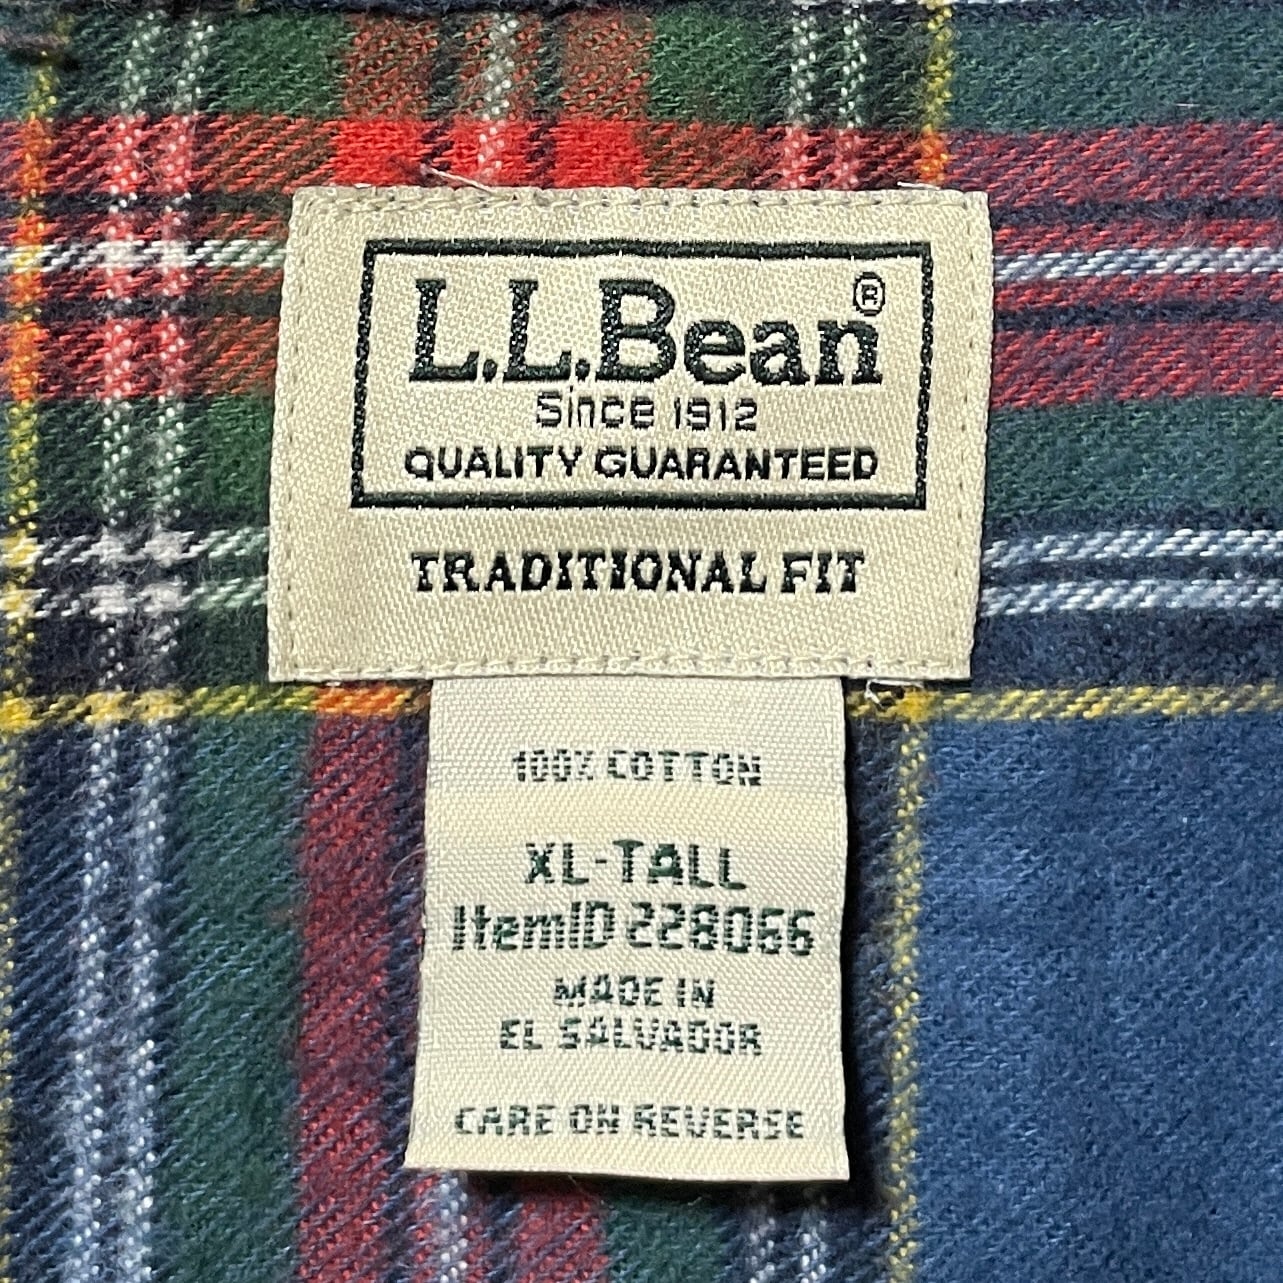 L.L.Bean®
Since 1912
QUALITY GUARANTEED
TRADITIONAL FIT
100% COTTON
XL-TALL
ItemID 228066
MADE IN
EL SALVADOR
CARE ON REVERSE